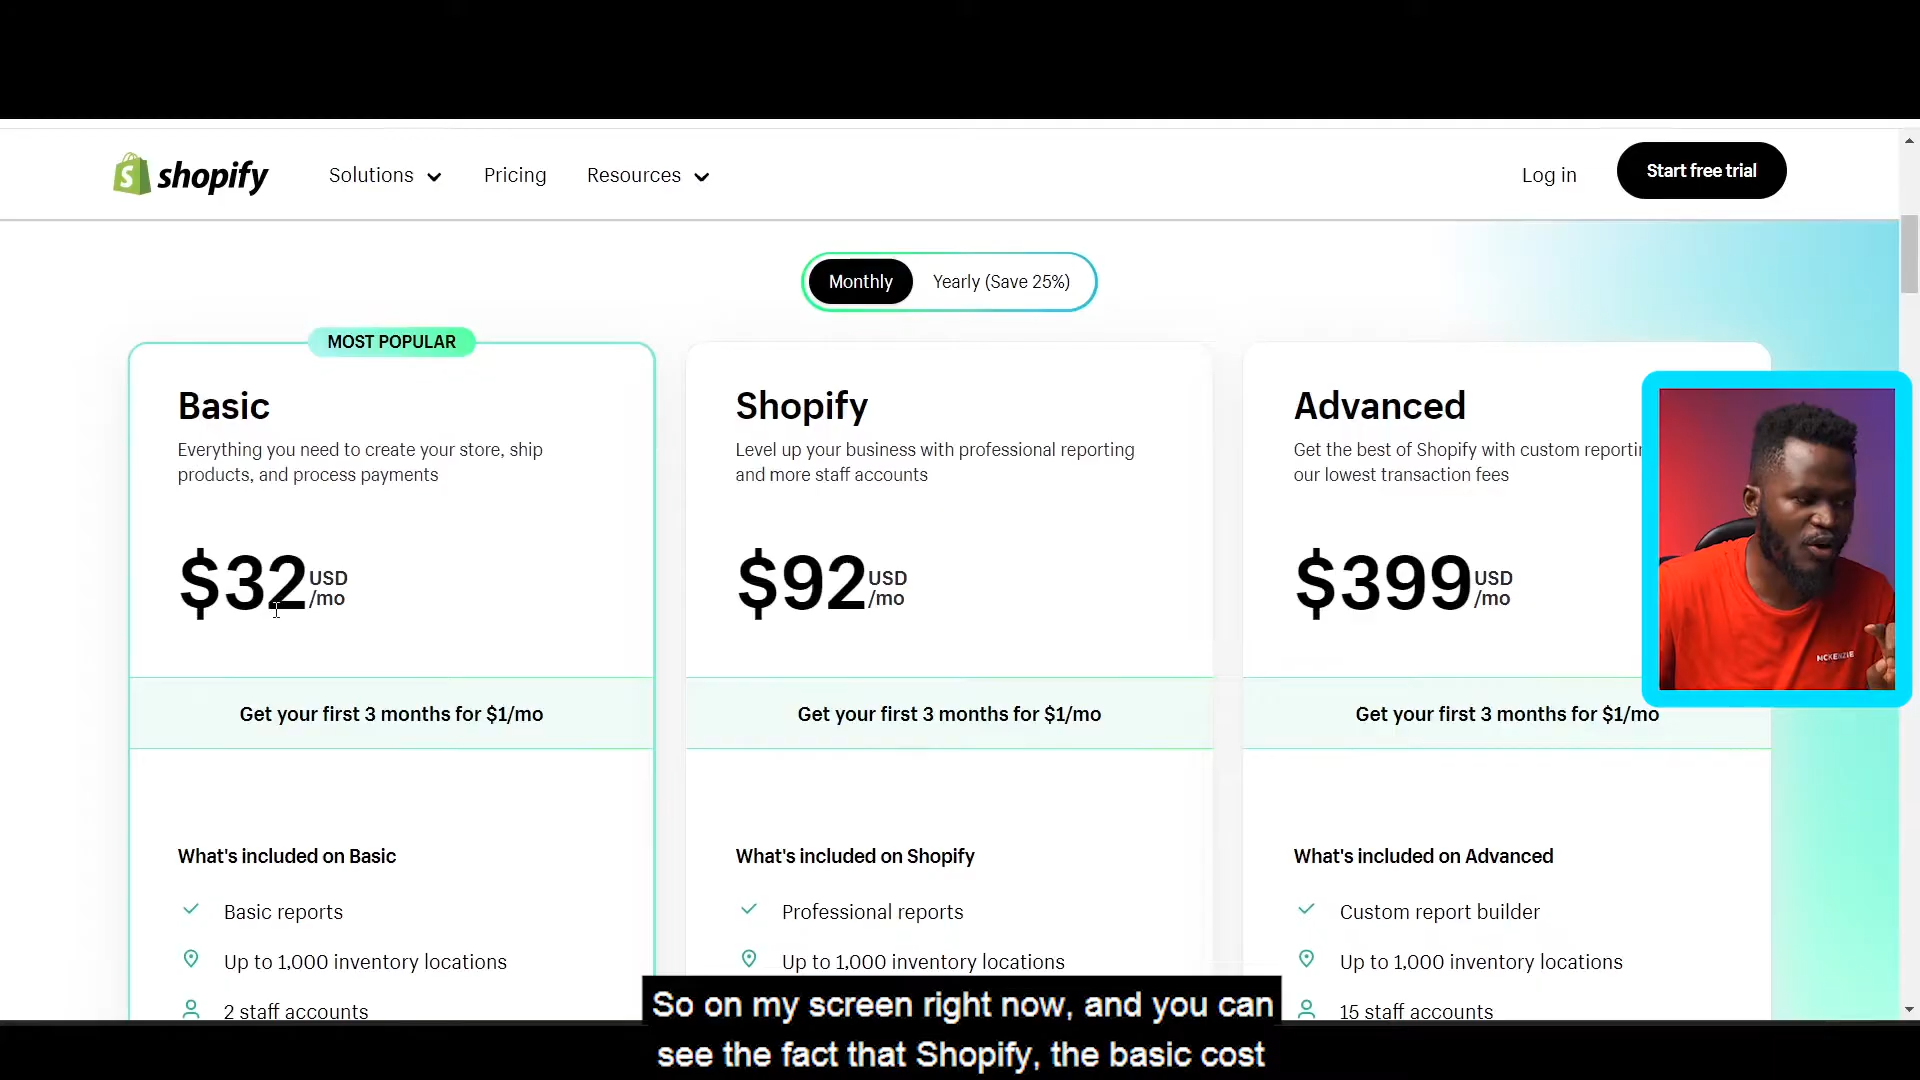 shopify
Solutions
Pricing
Resources
Log in
Start free trial
Monthly
Yearly (Save 25%)
MOST POPULAR
Basic
Everything you need to create your store, ship
products, and process payments
$32 USD
/mo
Get your first 3 months for $1/mo
What's included on Basic
Basic reports
Up to 1,000 inventory locations
2 staff accounts
Shopify
Level up your business with professional reporting
and more staff accounts
$92 USD
/mo
Get your first 3 months for $1/mo
What's included on Shopify
Professional reports
Up to 1,000 inventory locations
Advanced
Get the best of Shopify with custom
our lowest transaction fees
$399 USD
/mo
Get your first 3 months for $1/mo
What's included on Advanced
Custom report builder
Up to 1,000 inventory locations
15 staff accounts
MCKENZIE
So on my screen right now, and you can
see the fact that Shopify, the basic cost